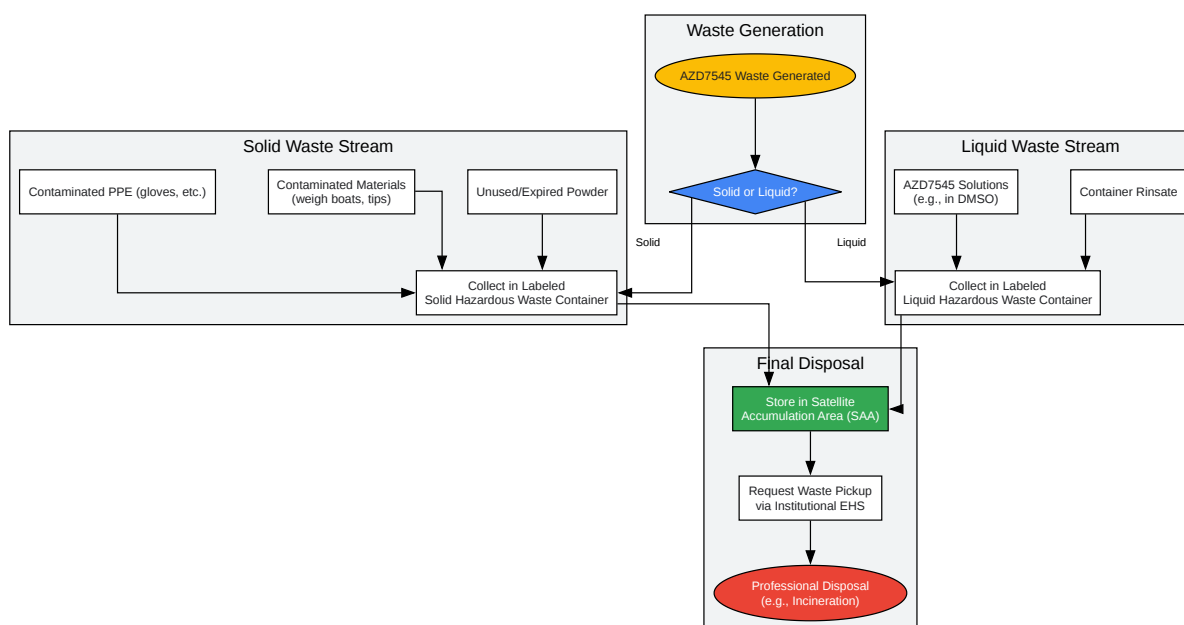 Waste Generation
AZD7545 Waste Generated
Solid or Liquid?
Solid
Liquid
Solid Waste Stream
Contaminated PPE (gloves, etc.)
Contaminated Materials
(weigh boats, tips)
Unused/Expired Powder
Collect in Labeled
Solid Hazardous Waste Container
Liquid Waste Stream
AZD7545 Solutions
(e.g., in DMSO)
Container Rinsate
Collect in Labeled
Liquid Hazardous Waste Container
Final Disposal
Store in Satellite
Accumulation Area (SAA)
Request Waste Pickup
via Institutional EHS
Professional Disposal
(e.g., Incineration)